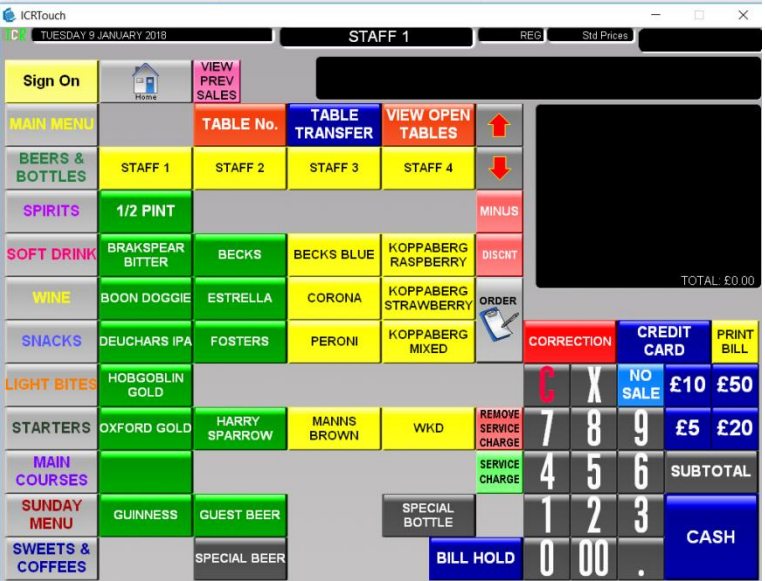 ICRTouch
ICR TUESDAY 9 JANUARY 2018 STAFF 1 REG Std Prices
Sign On
Home
VIEW
PREV
SALES
MAIN MENU
TABLE No.
TABLE
TRANSFER
VIEW OPEN
TABLES
BEERS &
BOTTLES
STAFF 1 STAFF 2 STAFF 3 STAFF 4
SPIRITS 1/2 PINT MINUS
SOFT DRINK
BRAKSPEAR
BITTER
BECKS BECKS BLUE
KOPPABERG
RASPBERRY
DISCNT
TOTAL: £0.00
WINE BOON DOGGIE ESTRELLA CORONA
KOPPABERG
STRAWBERRY
ORDER
SNACKS DEUCHARS IPA FOSTERS PERONI
KOPPABERG
MIXED
CORRECTION
CREDIT
CARD
PRINT
BILL
LIGHT BITES
HOBGOBLIN
GOLD
C X
NO
SALE
£10 £50
STARTERS OXFORD GOLD
HARRY
SPARROW
MANNS
BROWN
WKD
REMOVE
SERVICE
CHARGE
7 8 9 £5 £20
MAIN
COURSES
SERVICE
CHARGE
4 5 6 SUBTOTAL
SUNDAY
MENU
GUINNESS GUEST BEER
SPECIAL
BOTTLE
1 2 3 CASH
SWEETS &
COFFEES
SPECIAL BEER BILL HOLD 0 00 .